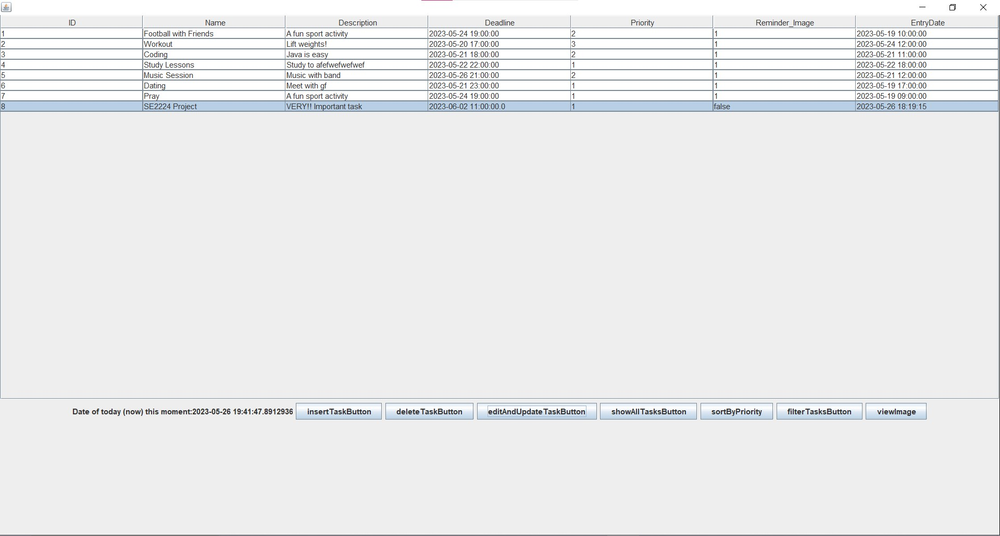 ID Name Description Deadline Priority Reminder_Image EntryDate
1 Football with Friends A fun sport activity 2023-05-24 19:00:00 2 1 2023-05-19 10:00:00
2 Workout Lift weights! 2023-05-20 17:00:00 3 1 2023-05-24 12:00:00
3 Coding Java is easy 2023-05-21 18:00:00 2 1 2023-05-21 11:00:00
4 Study Lessons Study to afefwefwefwef 2023-05-22 22:00:00 1 1 2023-05-22 18:00:00
5 Music Session Music with band 2023-05-26 21:00:00 2 1 2023-05-21 12:00:00
6 Dating Meet with gf 2023-05-21 23:00:00 1 1 2023-05-19 17:00:00
7 Pray A fun sport activity 2023-05-24 19:00:00 1 1 2023-05-19 09:00:00
8 SE2224 Project VERY!! Important task 2023-06-02 11:00:00.0 1 false 2023-05-26 18:19:15
Date of today (now) this moment:2023-05-26 19:41:47.8912936 insertTaskButton deleteTaskButton editAndUpdateTaskButton showAllTasksButton sortByPriority filterTasksButton viewImage